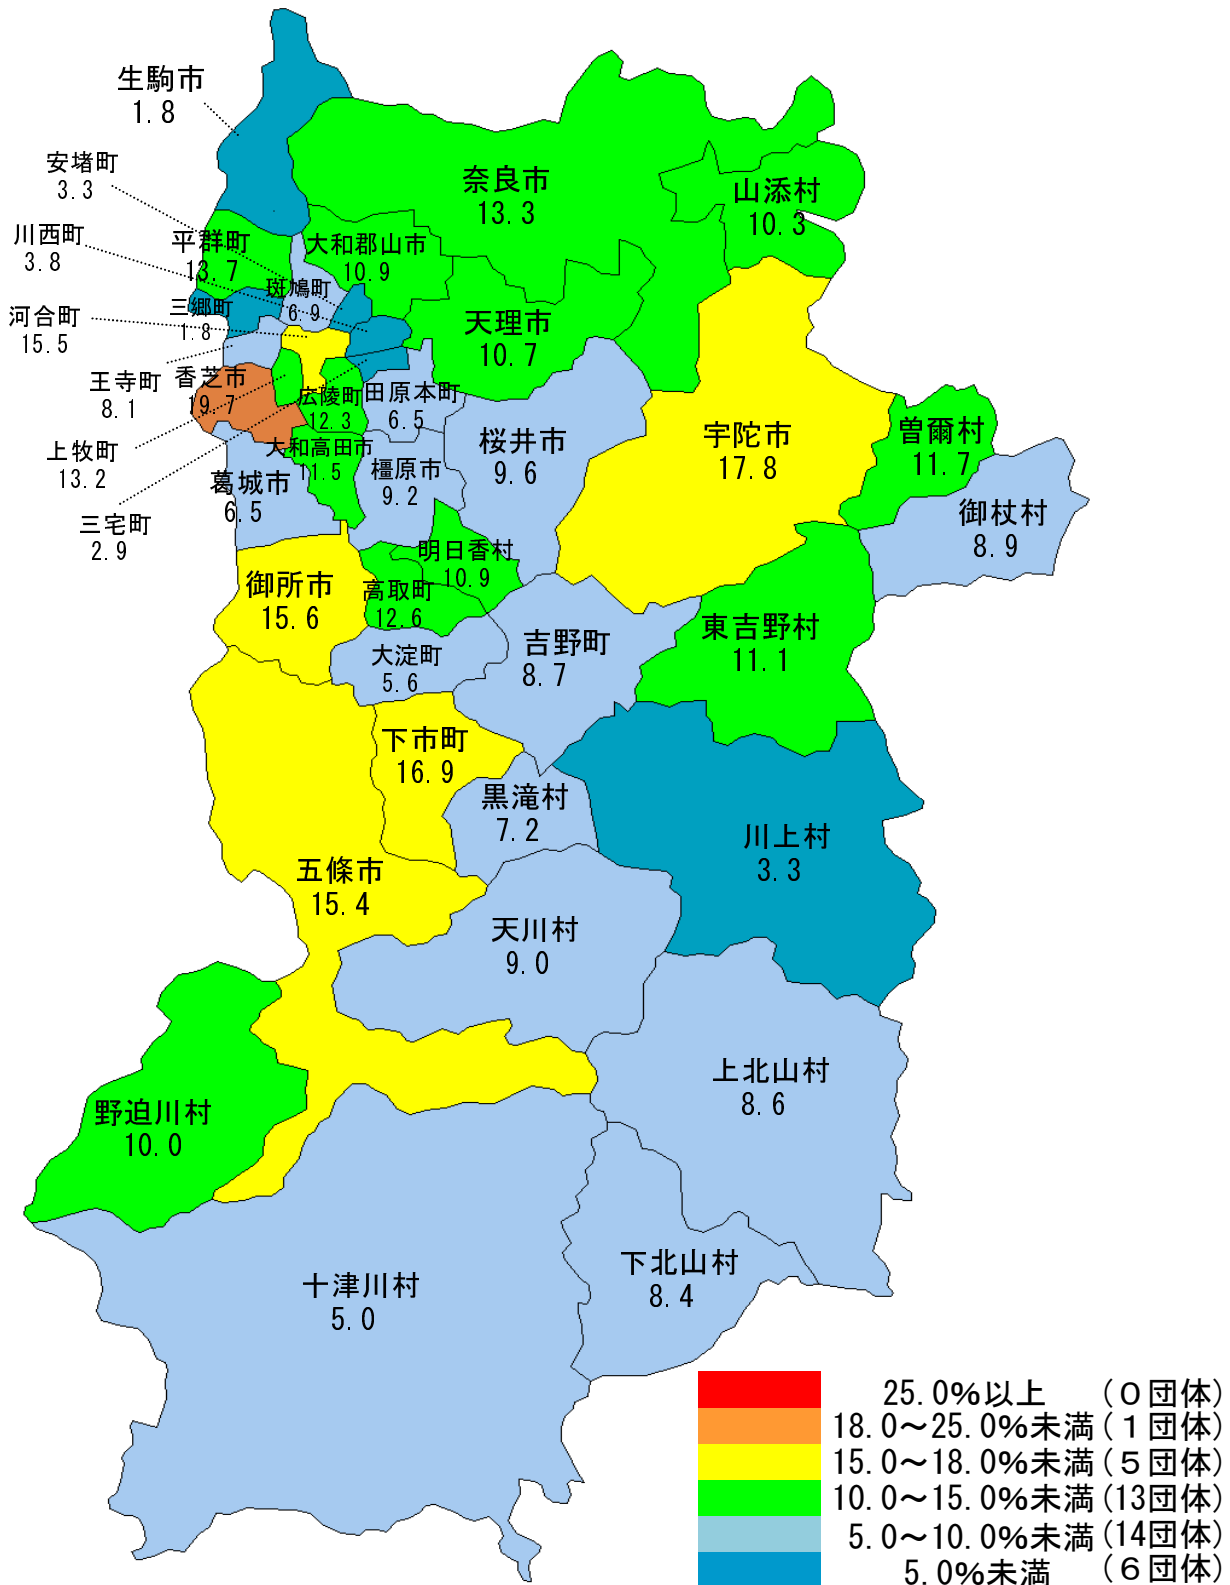 生駒市
1.8
安堵町
3.3
川西町
3.8
河合町
15.5
王寺町
8.1
上牧町
13.2
三宅町
2.9
奈良市
13.3
山添村
10.3
平群町
13.7
大和郡山市
10.9
斑鳩町
6.9
三郷町
1.8
天理市
10.7
香芝市
19.7
広陵町
12.3
田原本町
6.5
大和高田市
11.5
葛城市
6.5
橿原市
9.2
桜井市
9.6
宇陀市
17.8
曽爾村
11.7
御杖村
8.9
御所市
15.6
明日香村
10.9
高取町
12.6
大淀町
5.6
吉野町
8.7
東吉野村
11.1
下市町
16.9
黒滝村
7.2
川上村
3.3
五條市
15.4
天川村
9.0
上北山村
8.6
野迫川村
10.0
下北山村
8.4
十津川村
5.0
25.0%以上 (0団体)
18.0～25.0%未満(1団体)
15.0～18.0%未満(5団体)
10.0～15.0%未満(13団体)
5.0～10.0%未満(14団体)
5.0%未満 (6団体)